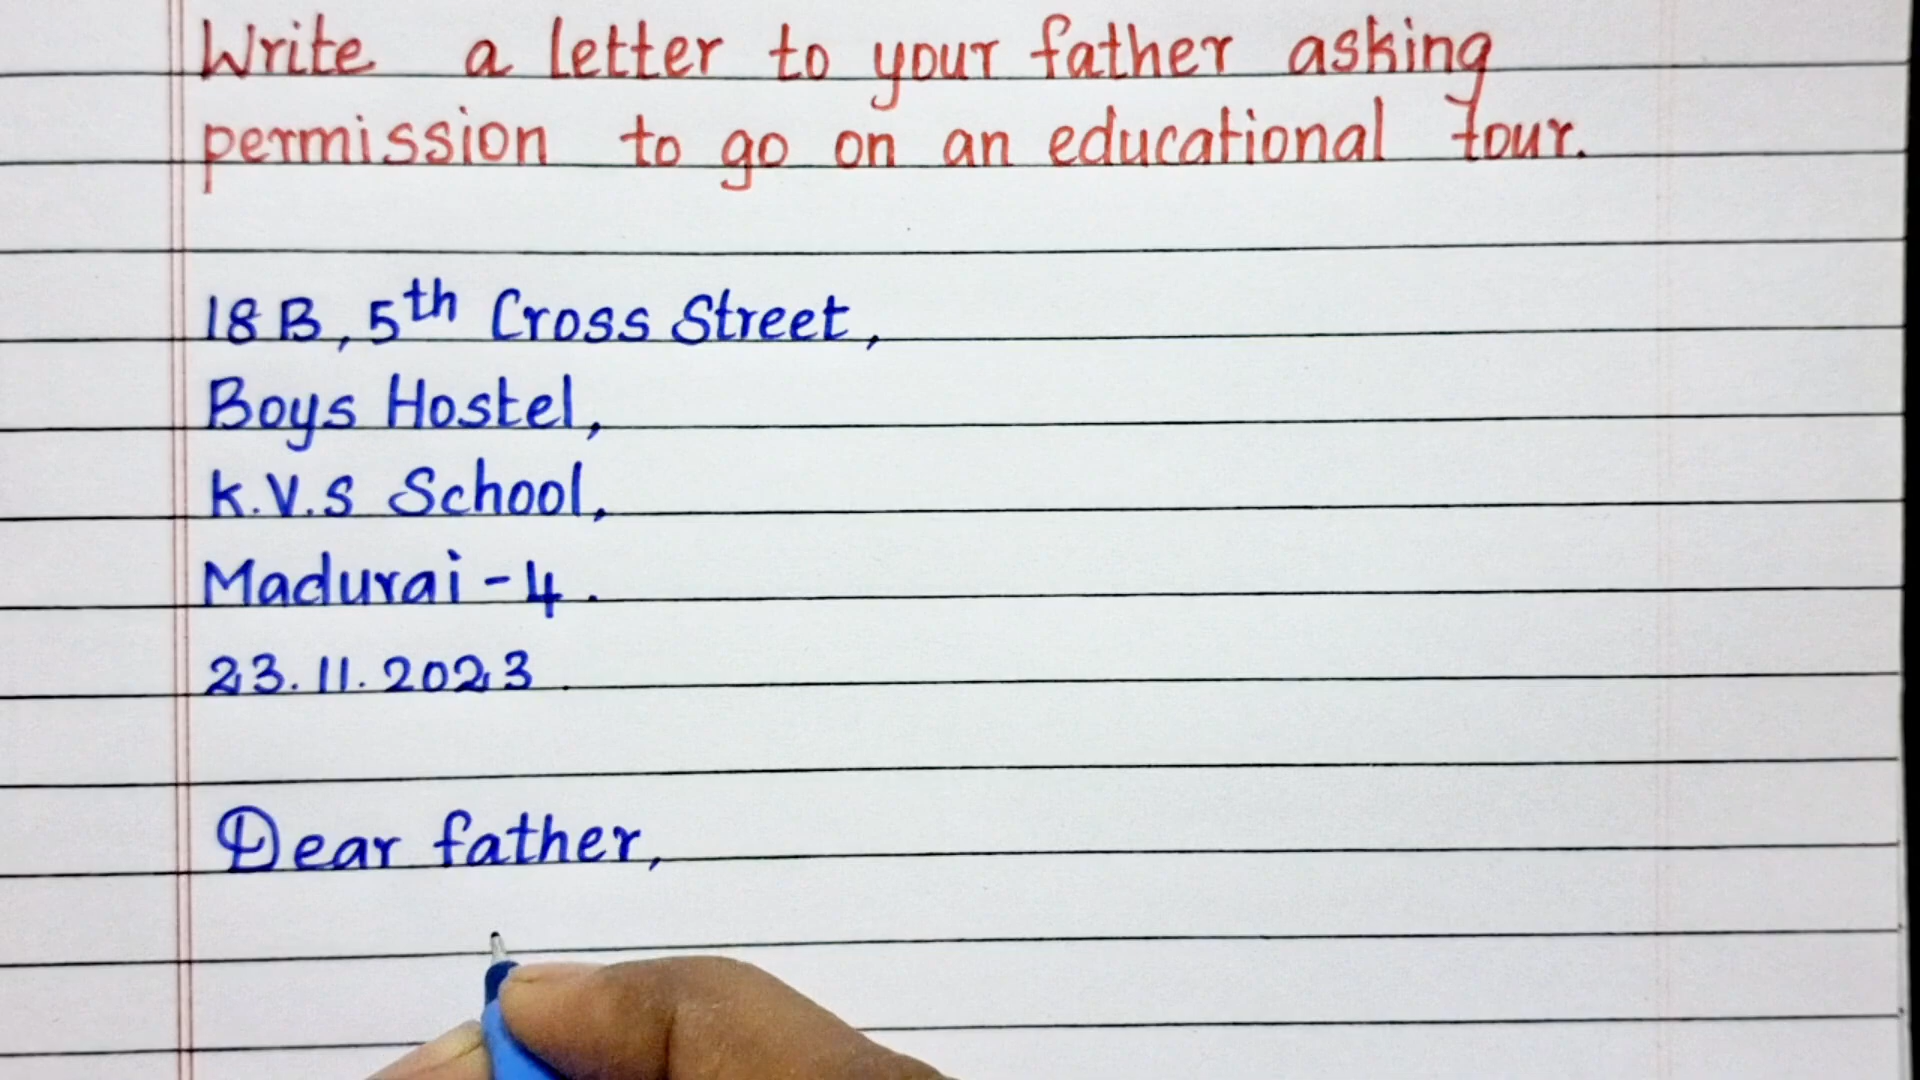 Write a letter to your father asking
permission to go on an educational tour.
18 B, 5th Cross Street,
Boys Hostel,
K.V.S School,
Madurai - 4.
23.11.2023.
Dear father,